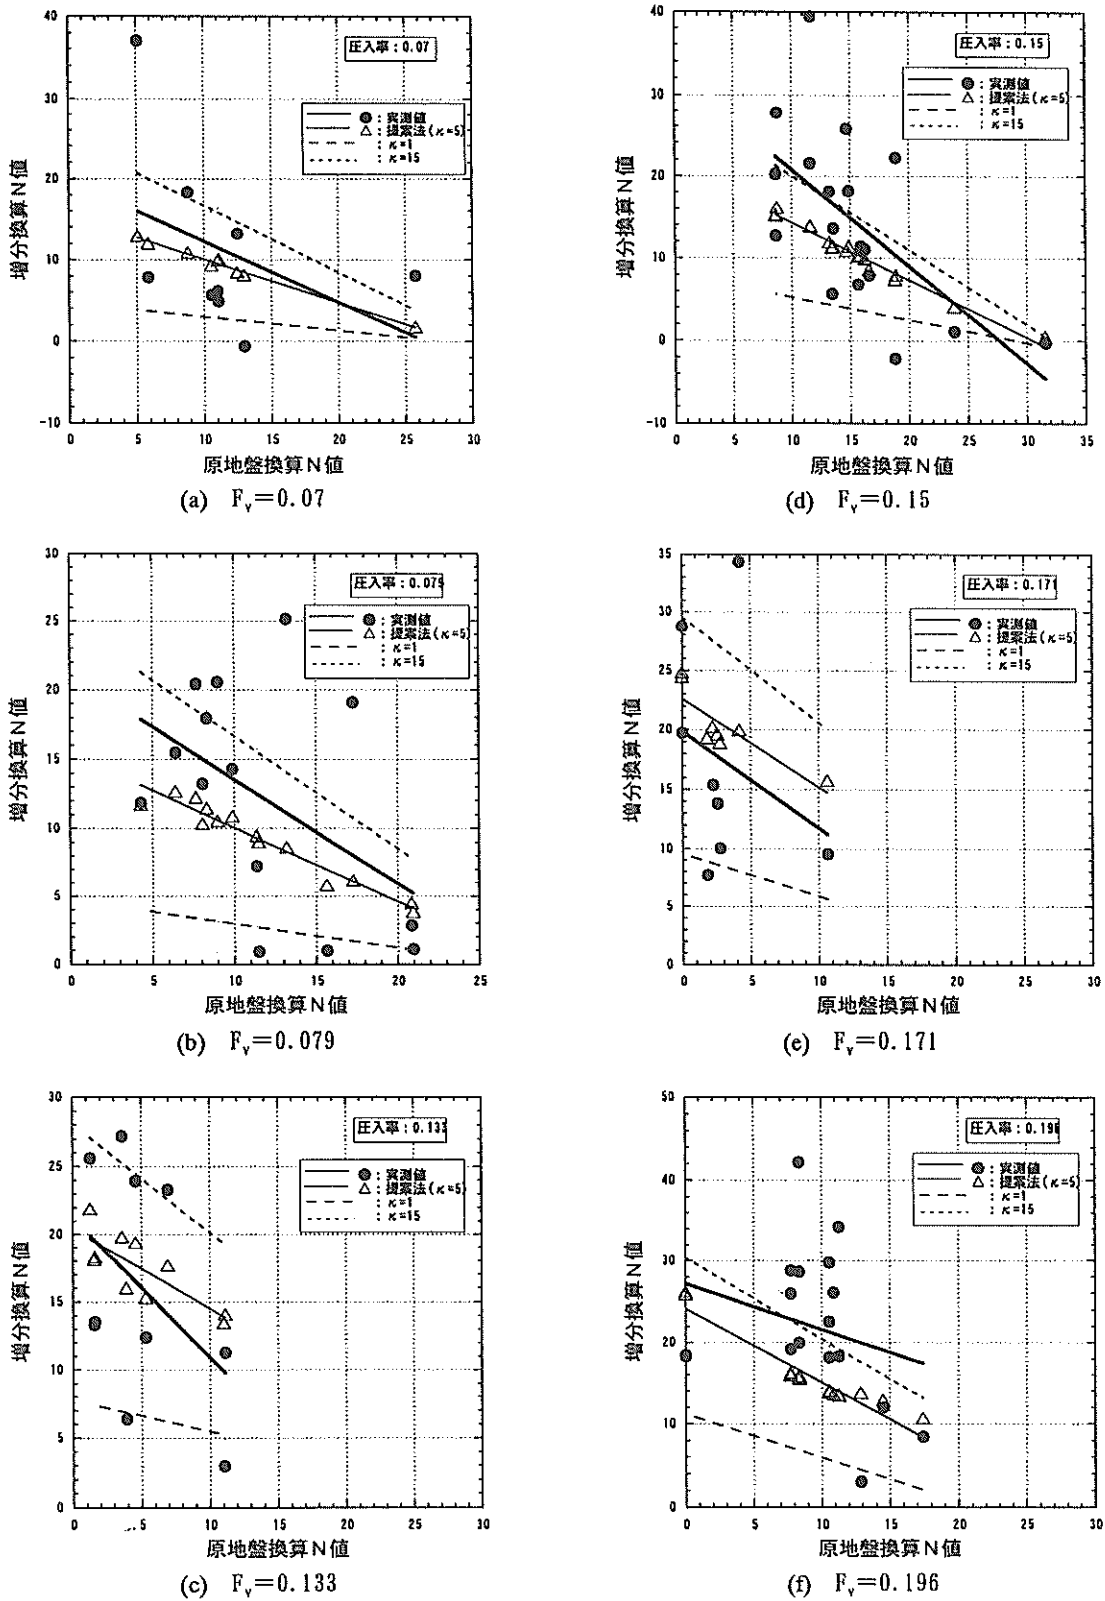 圧入率:0.07
●:実測値
△:提案法(κ=5)
:κ=1
:κ=15
増分換算N値
40
30
20
10
0
-10
0 5 10 15 20 25 30
原地盤換算N値
(a) Fv=0.07
圧入率:0.15
●:実測値
△:提案法(κ=5)
:κ=1
:κ=15
増分換算N値
40
30
20
10
0
-10
0 5 10 15 20 25 30 35
原地盤換算N値
(d) Fv=0.15
圧入率:0.079
●:実測値
△:提案法(κ=5)
:κ=1
:κ=15
増分換算N値
30
25
20
15
10
5
0
0 5 10 15 20 25
原地盤換算N値
(b) Fv=0.079
圧入率:0.171
●:実測値
△:提案法(κ=5)
:κ=1
:κ=15
増分換算N値
35
30
25
20
15
10
5
0
0 5 10 15 20 25 30
原地盤換算N値
(e) Fv=0.171
圧入率:0.133
●:実測値
△:提案法(κ=5)
:κ=1
:κ=15
増分換算N値
30
25
20
15
10
5
0
0 5 10 15 20 25 30
原地盤換算N値
(c) Fv=0.133
圧入率:0.196
●:実測値
△:提案法(κ=5)
:κ=1
:κ=15
増分換算N値
50
40
30
20
10
0
0 5 10 15 20 25 30
原地盤換算N値
(f) Fv=0.196